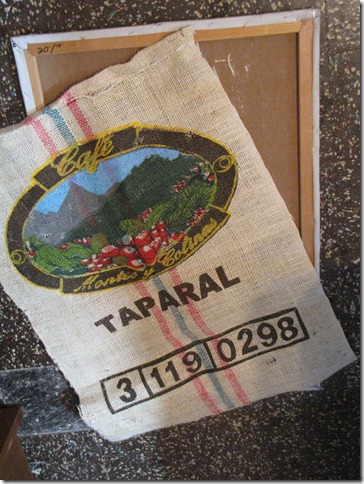 20/-
Café
Montes y Colinas
TAPARAL
3 119 0298